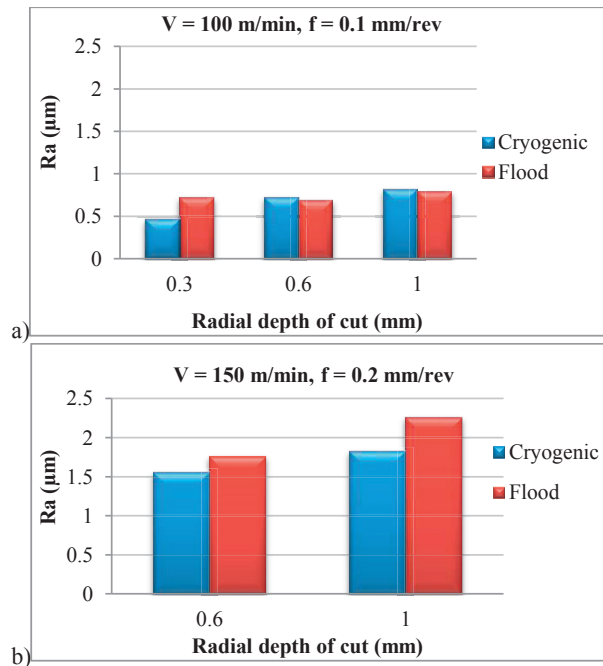 V = 100 m/min, f = 0.1 mm/rev
2.5
2
1.5
1
0.5
0
Ra (μm)
Cryogenic
Flood
0.3 0.6 1
Radial depth of cut (mm)
a)
V = 150 m/min, f = 0.2 mm/rev
2.5
2
1.5
1
0.5
0
Ra (μm)
Cryogenic
Flood
0.6 1
Radial depth of cut (mm)
b)